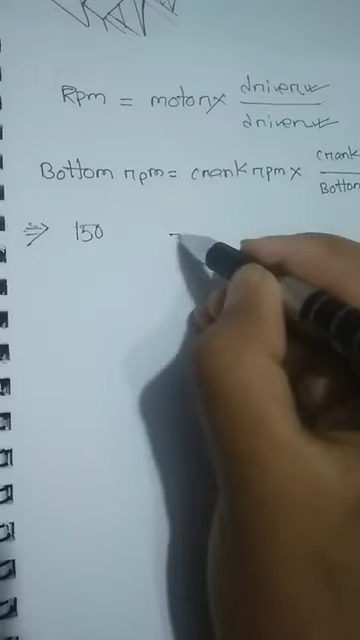 Rpm = motor x driver w
driven w
Bottom rpm = crank rpm x crank
Bottom
⇒ 150